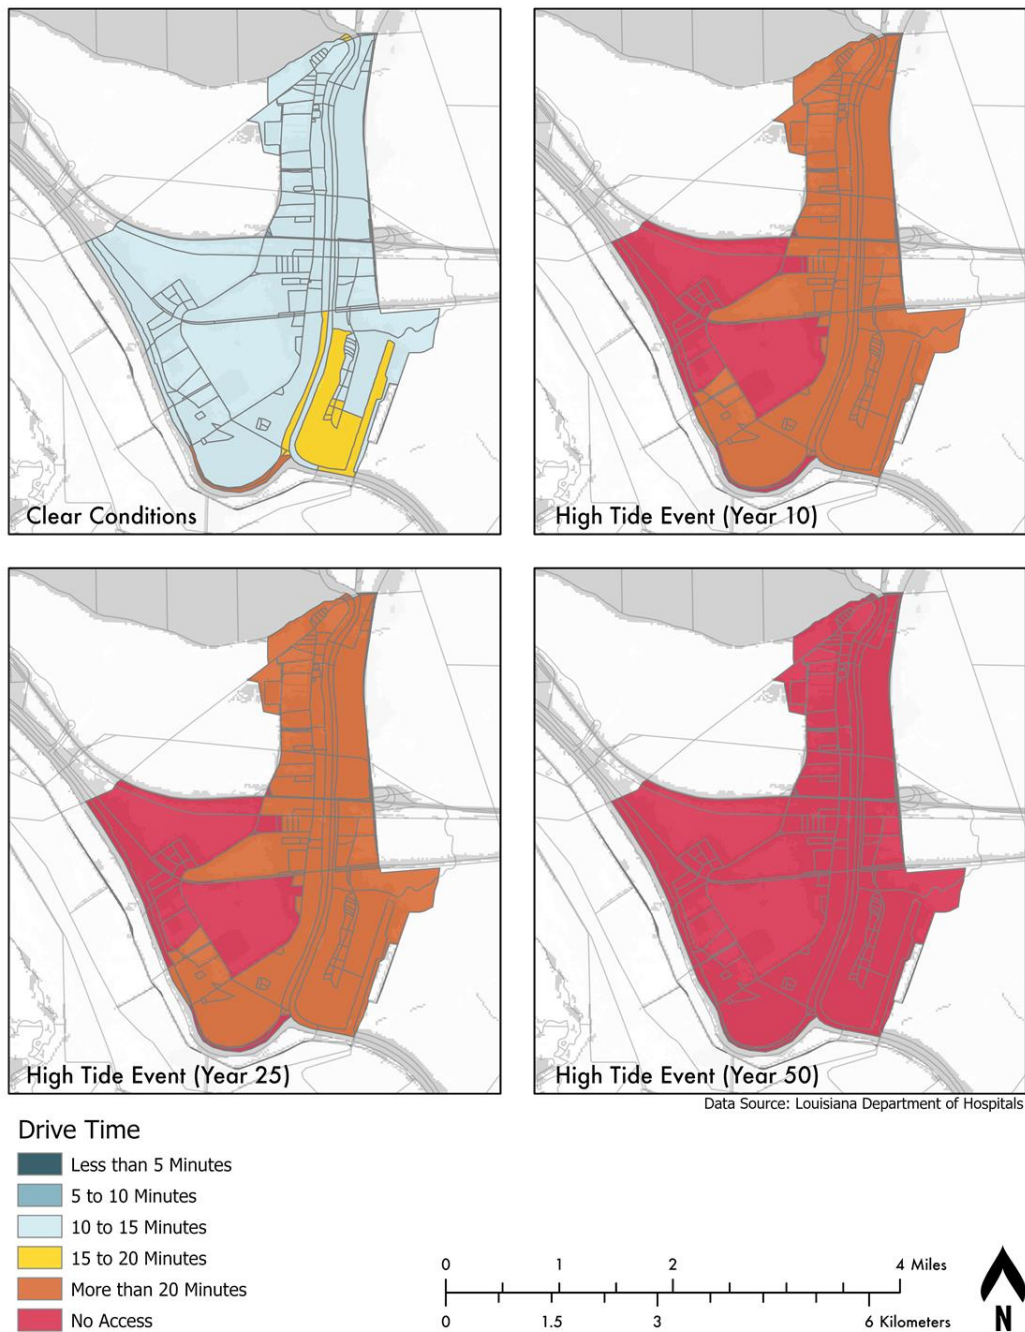 Clear Conditions
High Tide Event (Year 10)
High Tide Event (Year 25)
High Tide Event (Year 50)
Data Source: Louisiana Department of Hospitals
Drive Time
Less than 5 Minutes
5 to 10 Minutes
10 to 15 Minutes
15 to 20 Minutes
More than 20 Minutes
No Access
0 1 2 4 Miles
0 1.5 3 6 Kilometers
N